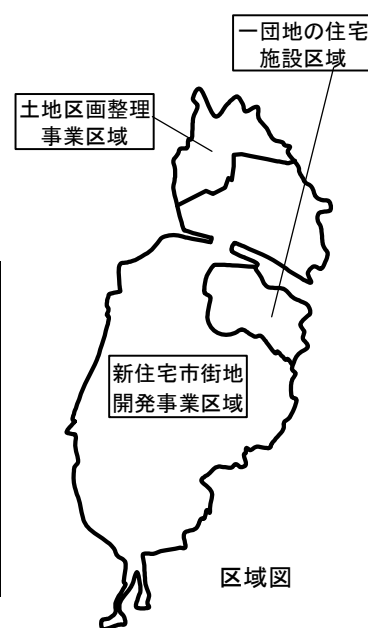 一団地の住宅
施設区域
土地区画整理
事業区域
新住宅市街地
開発事業区域
区域図